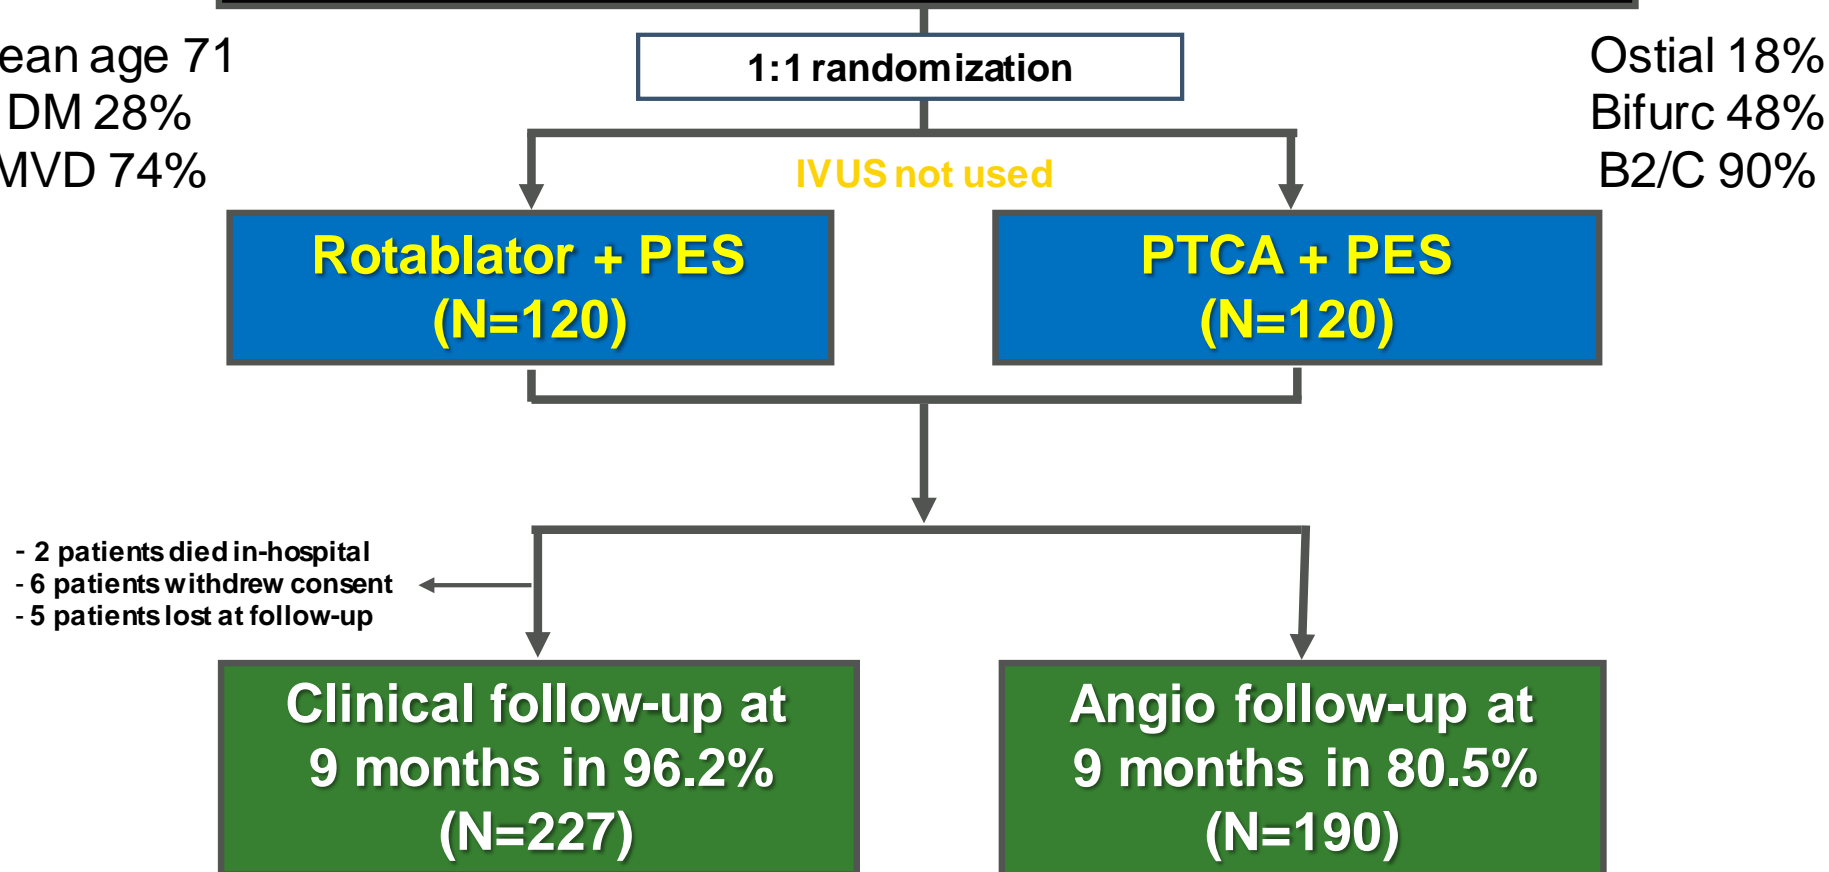 ean age 71
DM 28%
MVD 74%
1:1 randomization
Ostial 18%
Bifurc 48%
B2/C 90%
IVUS not used
Rotablator + PES
(N=120)
PTCA + PES
(N=120)
- 2 patients died in-hospital
- 6 patients withdrew consent
- 5 patients lost at follow-up
Clinical follow-up at
9 months in 96.2%
(N=227)
Angio follow-up at
9 months in 80.5%
(N=190)